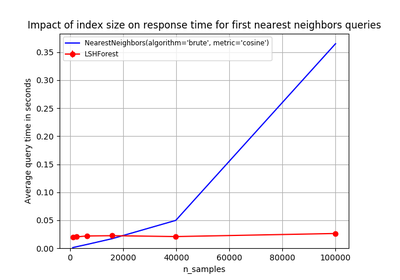 Impact of index size on response time for first nearest neighbors queries
NearestNeighbors(algorithm='brute', metric='cosine')
LSHForest
Average query time in seconds
0.35
0.30
0.25
0.20
0.15
0.10
0.05
0.00
0 20000 40000 60000 80000 100000
n_samples